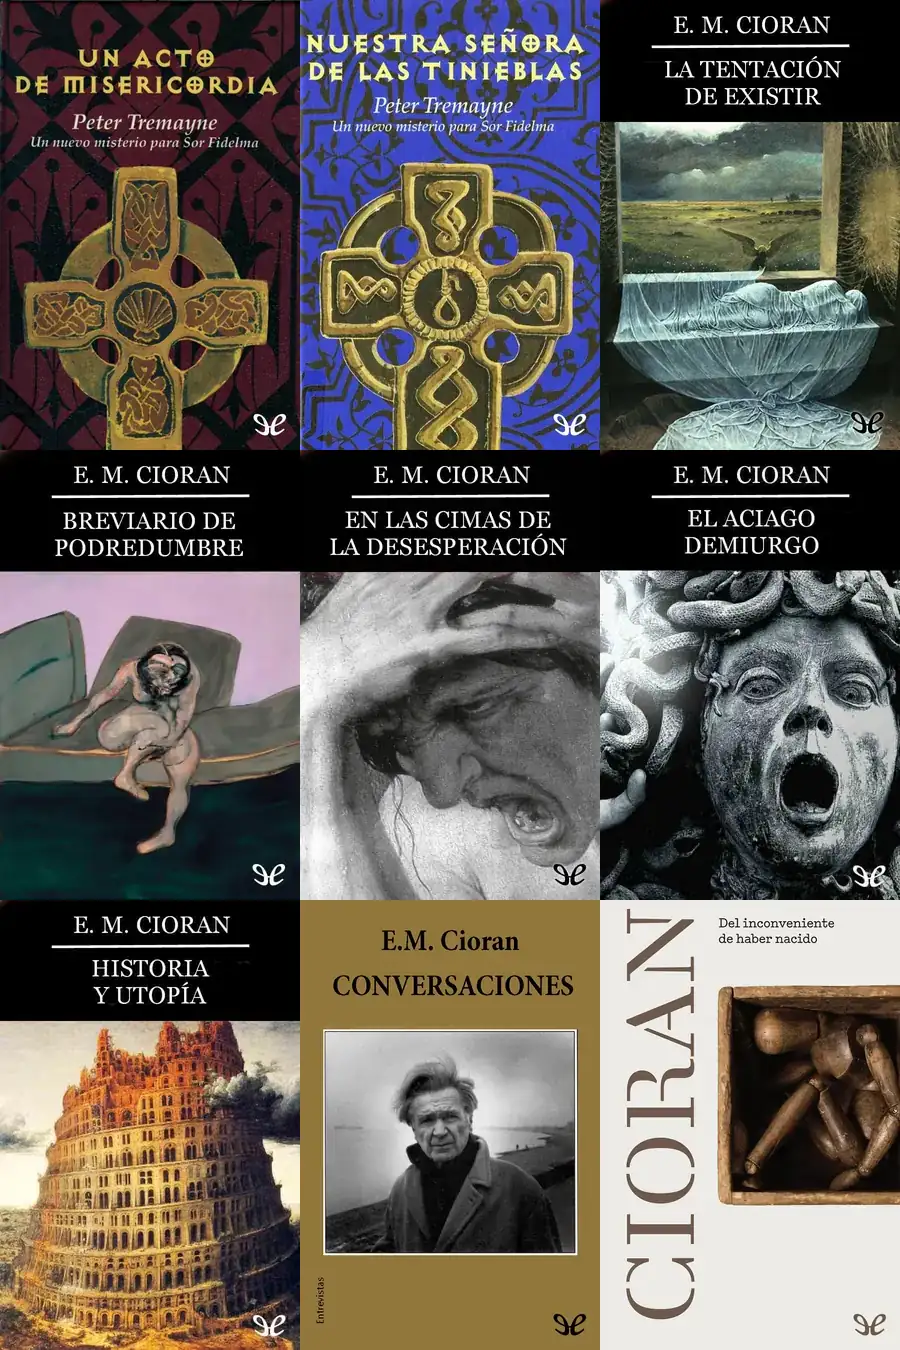 UN ACTO
DE MISERICORDIA
Peter Tremayne
Un nuevo misterio para Sor Fidelma
NUESTRA SEÑORA
DE LAS TINIEBLAS
Peter Tremayne
Un nuevo misterio para Sor Fidelma
E. M. CIORAN
LA TENTACIÓN
DE EXISTIR
E. M. CIORAN
BREVIARIO DE
PODREDUMBRE
E. M. CIORAN
EN LAS CIMAS DE
LA DESESPERACIÓN
E. M. CIORAN
EL ACIAGO
DEMIURGO
E. M. CIORAN
HISTORIA
Y UTOPÍA
E.M. Cioran
CONVERSACIONES
Entrevistas
CIORAN
Del inconveniente
de haber nacido